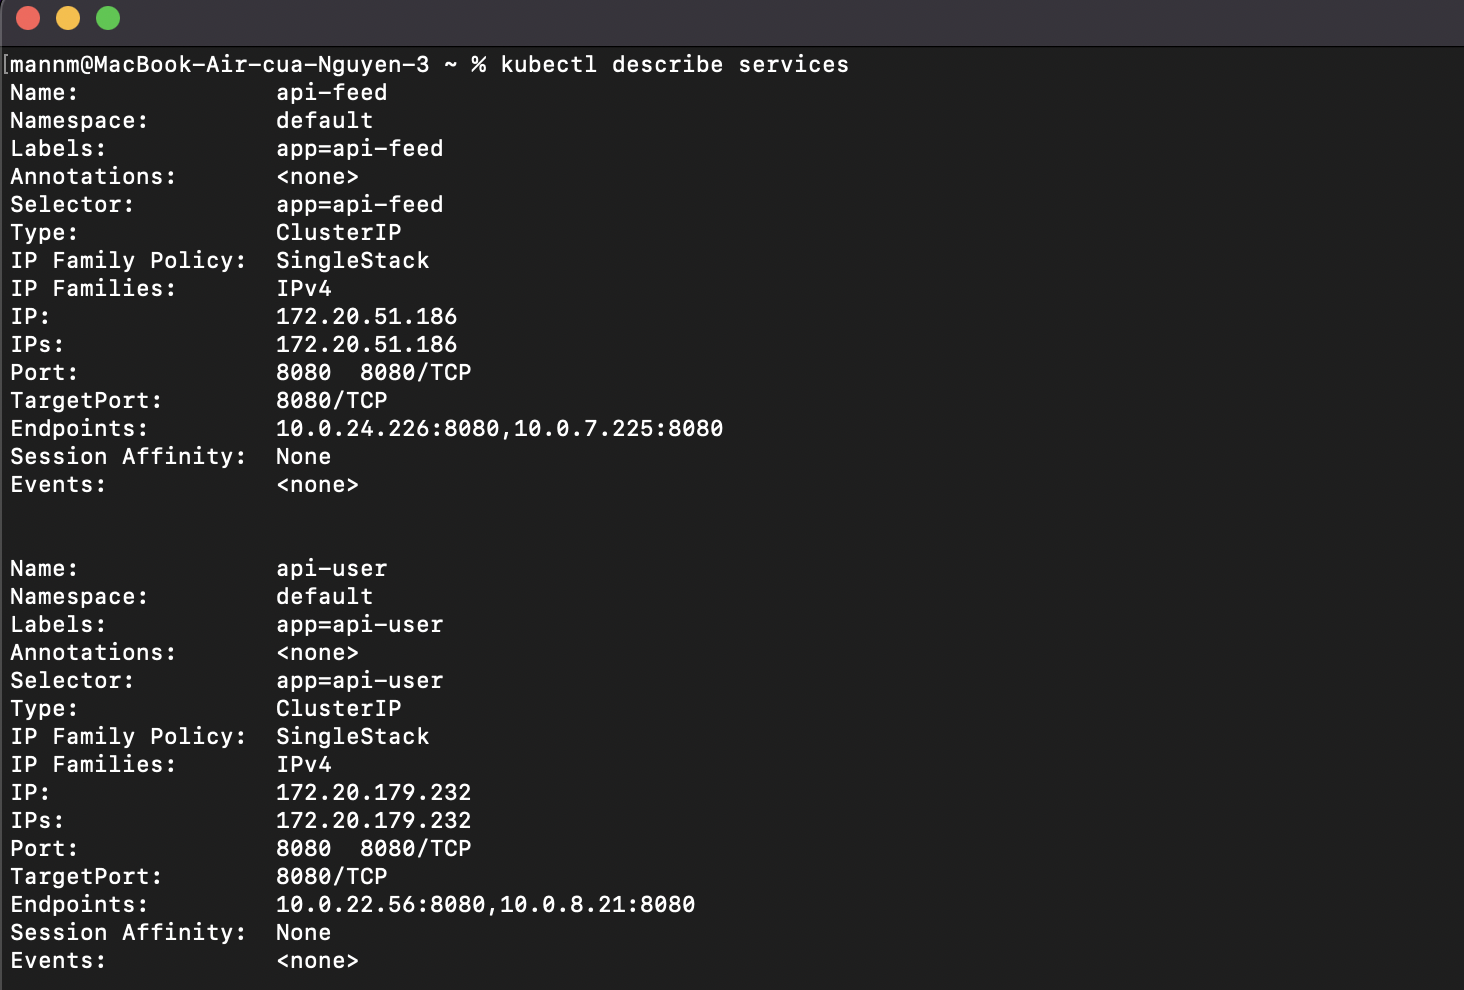 [mannm@MacBook-Air-cua-Nguyen-3 ~ % kubectl describe services
Name:              api-feed
Namespace:         default
Labels:            app=api-feed
Annotations:       <none>
Selector:          app=api-feed
Type:              ClusterIP
IP Family Policy:  SingleStack
IP Families:       IPv4
IP:                172.20.51.186
IPs:               172.20.51.186
Port:              8080  8080/TCP
TargetPort:        8080/TCP
Endpoints:         10.0.24.226:8080,10.0.7.225:8080
Session Affinity:  None
Events:            <none>
Name:              api-user
Namespace:         default
Labels:            app=api-user
Annotations:       <none>
Selector:          app=api-user
Type:              ClusterIP
IP Family Policy:  SingleStack
IP Families:       IPv4
IP:                172.20.179.232
IPs:               172.20.179.232
Port:              8080  8080/TCP
TargetPort:        8080/TCP
Endpoints:         10.0.22.56:8080,10.0.8.21:8080
Session Affinity:  None
Events:            <none>